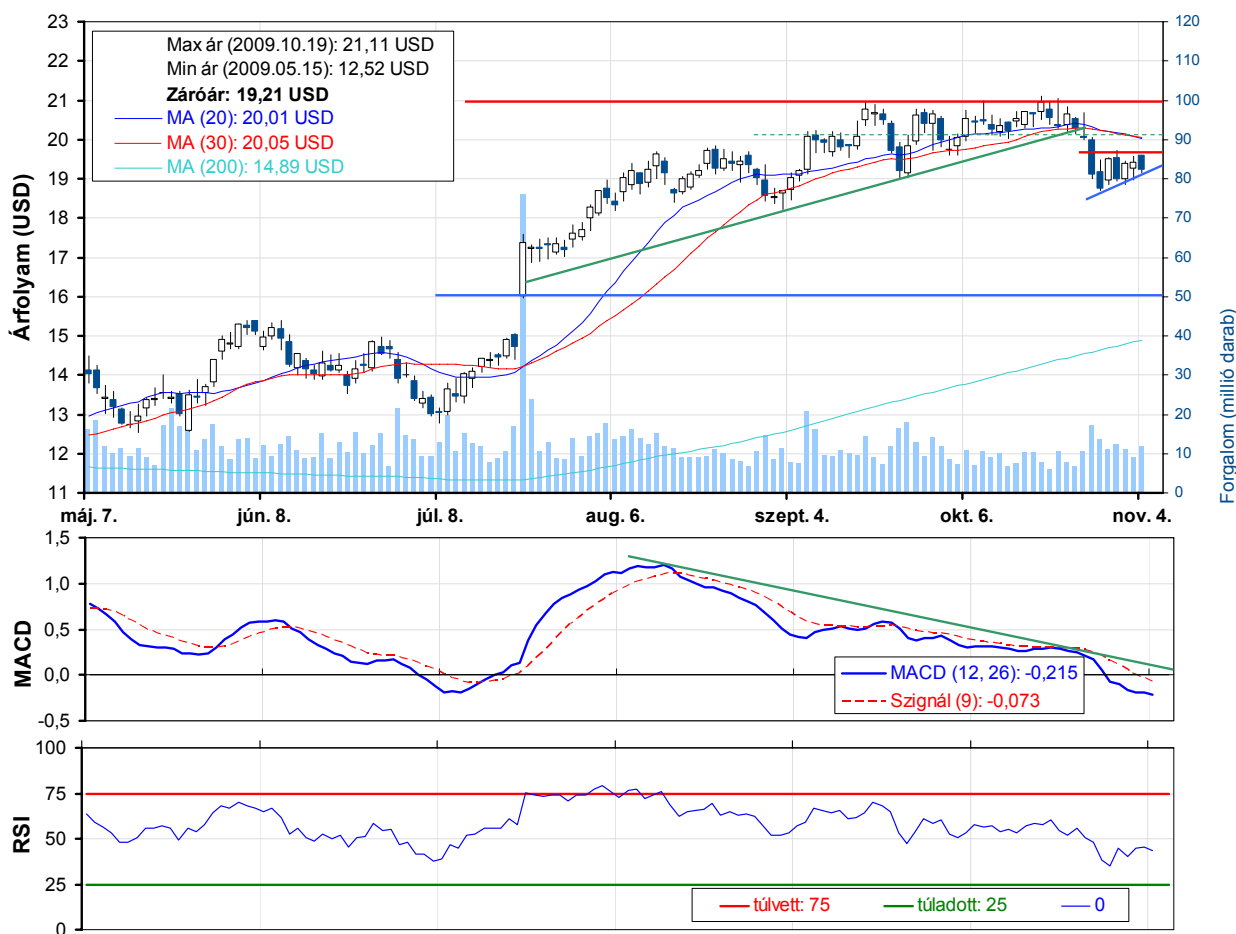 Max ár (2009.10.19): 21,11 USD
Min ár (2009.05.15): 12,52 USD
Záróár: 19,21 USD
MA (20): 20,01 USD
MA (30): 20,05 USD
MA (200): 14,89 USD
Árfolyam (USD)
23
22
21
20
19
18
17
16
15
14
13
12
11
120
110
100
90
80
70
60
50
40
30
20
10
0
Forgalom (millió darab)
máj. 7.
jún. 8.
júl. 8.
aug. 6.
szept. 4.
okt. 6.
nov. 4.
MACD
1,5
1,0
0,5
0,0
-0,5
MACD (12, 26): -0,215
Szignál (9): -0,073
RSI
100
75
50
25
0
túlvett: 75
túladott: 25
0